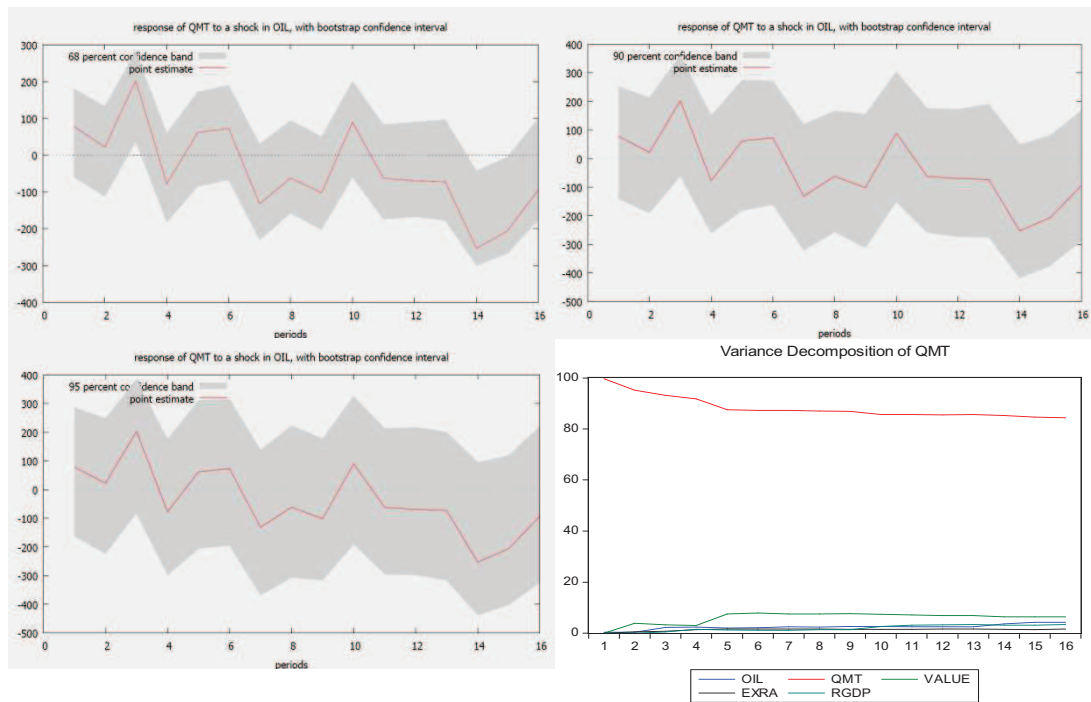 response of QMT to a shock in OIL, with bootstrap confidence interval
300
200
100
0
-100
-200
-300
-400
68 percent confidence band
point estimate
0 2 4 6 8 10 12 14 16
periods
response of QMT to a shock in OIL, with bootstrap confidence interval
400
300
200
100
0
-100
-200
-300
-400
-500
90 percent confidence band
point estimate
0 2 4 6 8 10 12 14 16
periods
response of QMT to a shock in OIL, with bootstrap confidence interval
400
300
200
100
0
-100
-200
-300
-400
-500
95 percent confidence band
point estimate
0 2 4 6 8 10 12 14 16
periods
Variance Decomposition of QMT
100
80
60
40
20
0
1 2 3 4 5 6 7 8 9 10 11 12 13 14 15 16
OIL QMT VALUE
EXRA RGDP